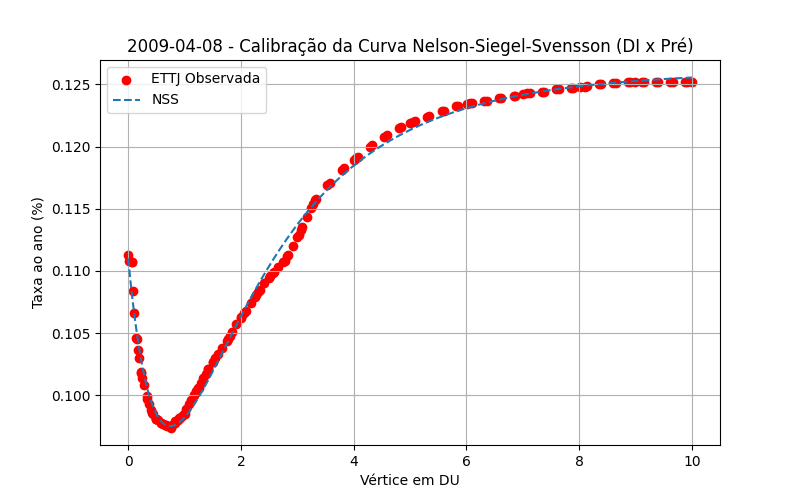 2009-04-08 - Calibração da Curva Nelson-Siegel-Svensson (DI x Pré)
ETTJ Observada
NSS
Taxa ao ano (%)
0.125
0.120
0.115
0.110
0.105
0.100
0 2 4 6 8 10
Vértice em DU